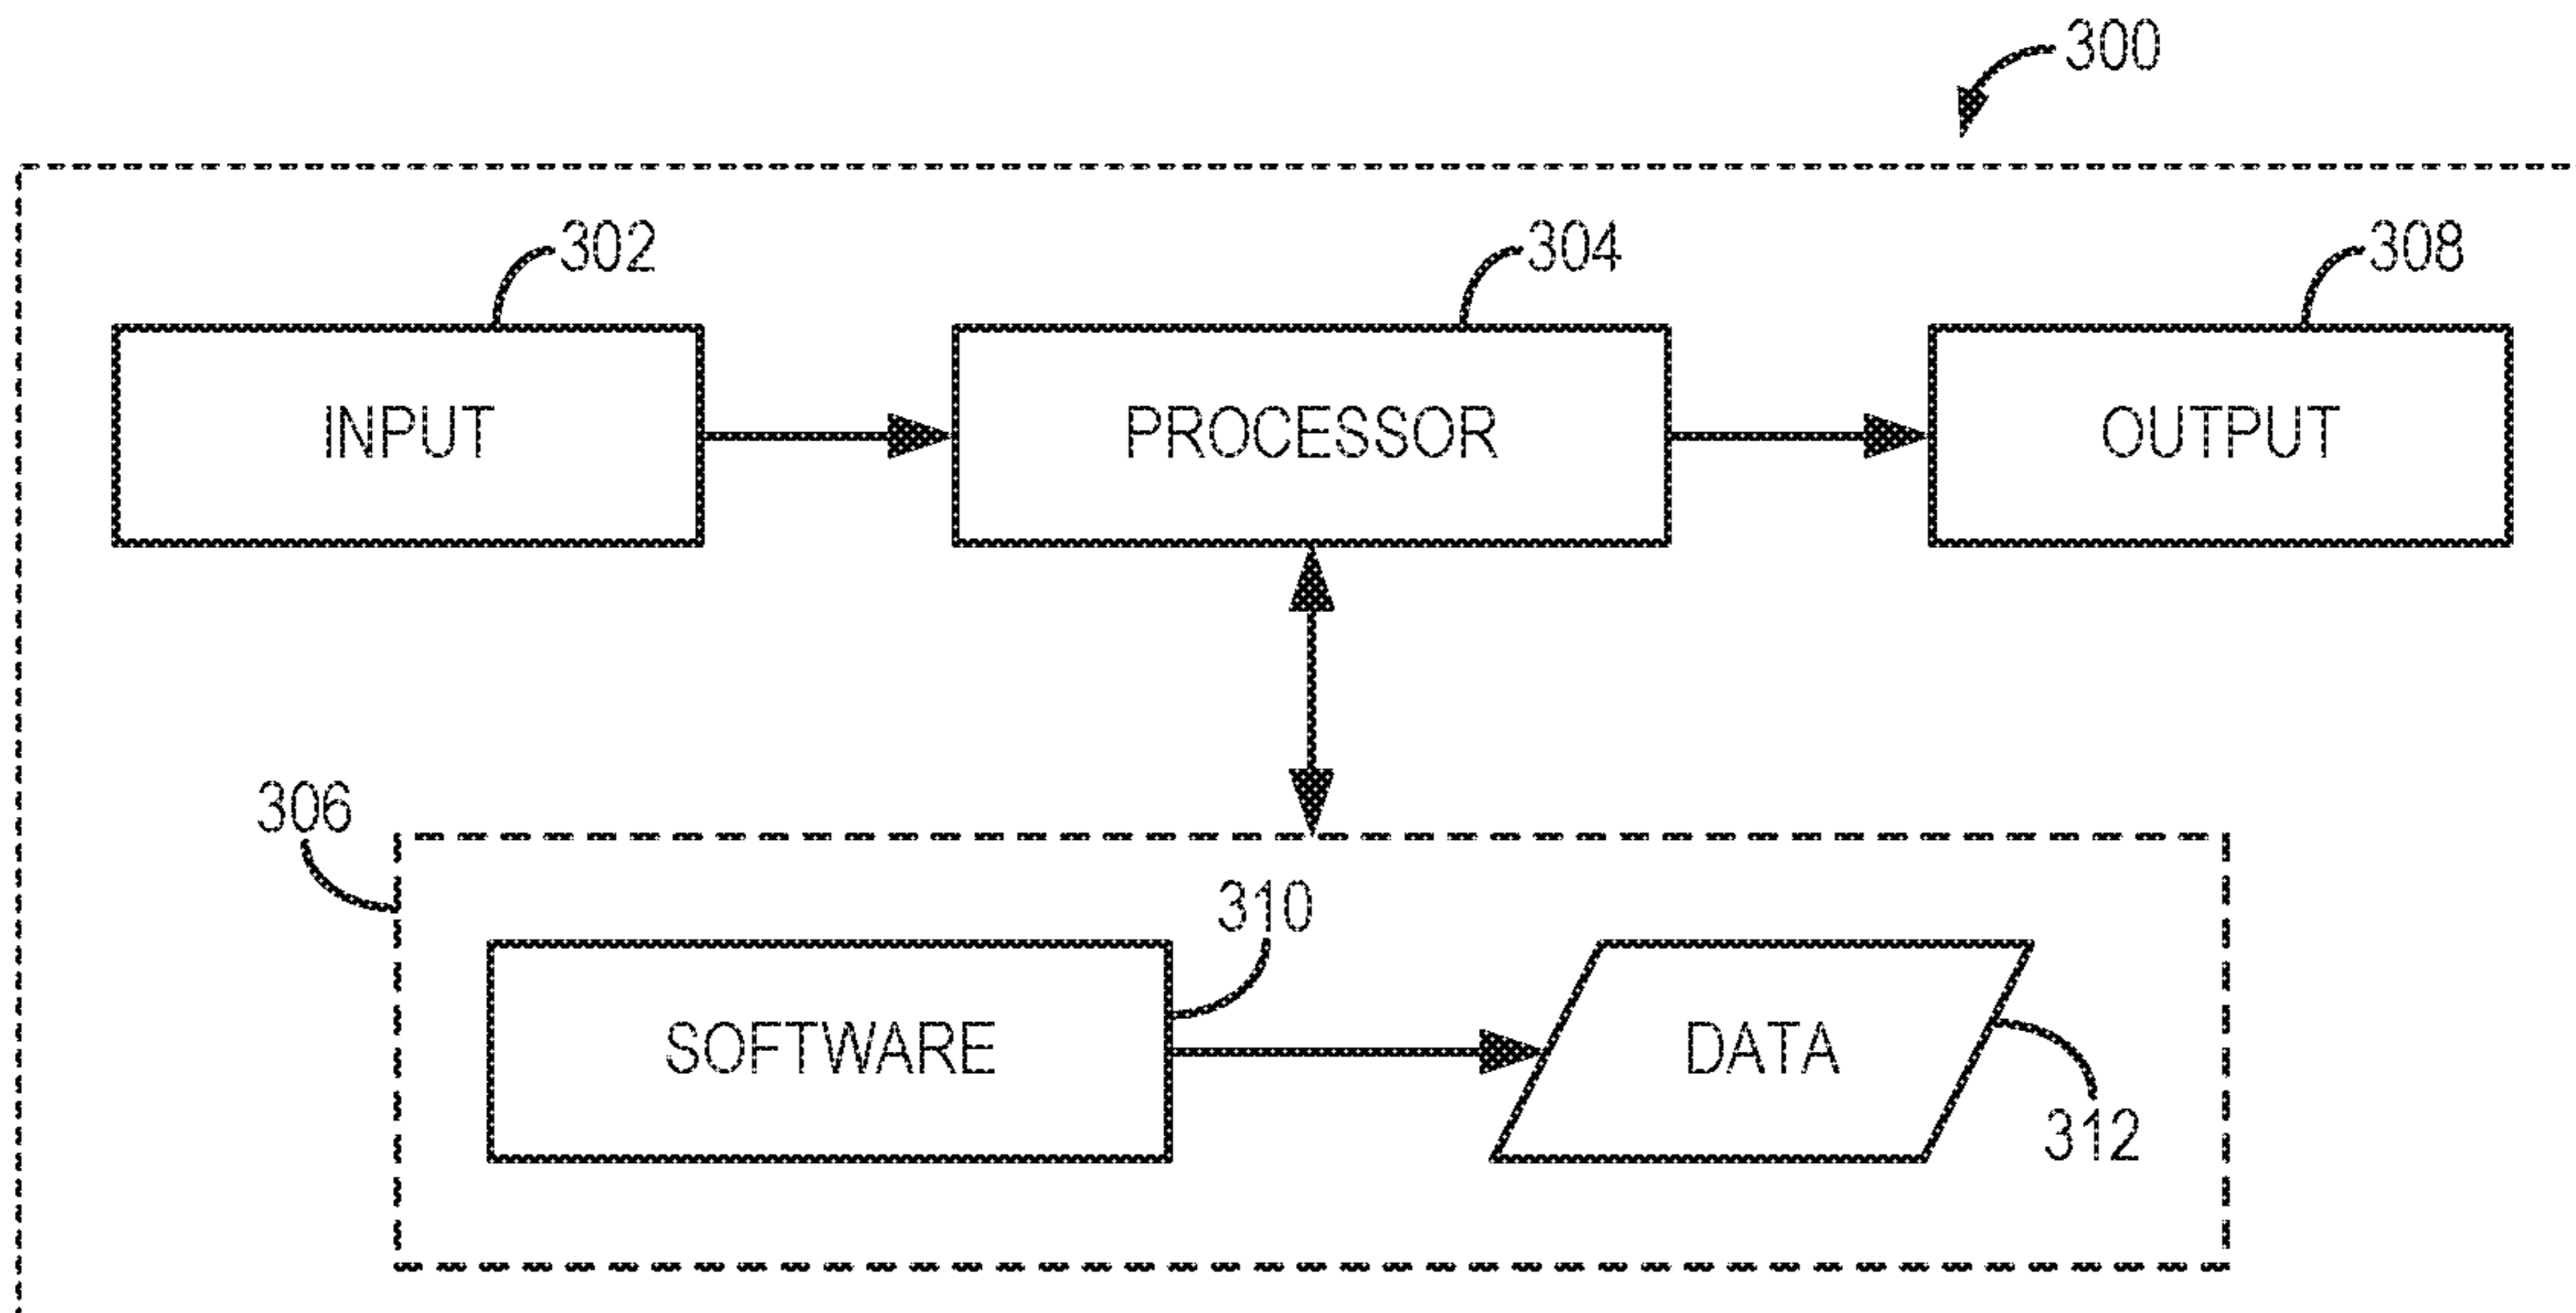 300
302
304
308
INPUT
PROCESSOR
OUTPUT
306
310
SOFTWARE
DATA
312